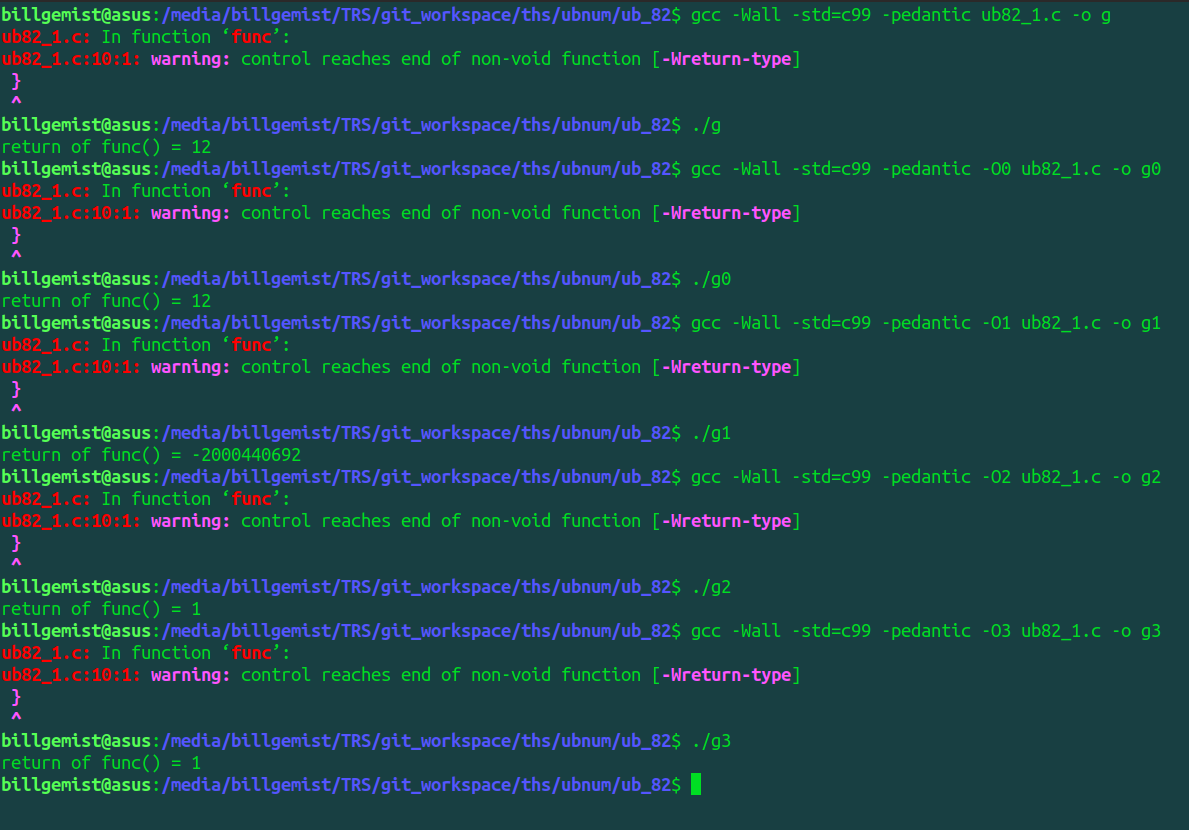 billgemist@asus:/media/billgemist/TRS/git_workspace/ths/ubnum/ub_82$ gcc -Wall -std=c99 -pedantic ub82_1.c -o g
ub82_1.c: In function ‘func’:
ub82_1.c:10:1: warning: control reaches end of non-void function [-Wreturn-type]
 }
 ^
billgemist@asus:/media/billgemist/TRS/git_workspace/ths/ubnum/ub_82$ ./g
return of func() = 12
billgemist@asus:/media/billgemist/TRS/git_workspace/ths/ubnum/ub_82$ gcc -Wall -std=c99 -pedantic -O0 ub82_1.c -o g0
ub82_1.c: In function ‘func’:
ub82_1.c:10:1: warning: control reaches end of non-void function [-Wreturn-type]
 }
 ^
billgemist@asus:/media/billgemist/TRS/git_workspace/ths/ubnum/ub_82$ ./g0
return of func() = 12
billgemist@asus:/media/billgemist/TRS/git_workspace/ths/ubnum/ub_82$ gcc -Wall -std=c99 -pedantic -O1 ub82_1.c -o g1
ub82_1.c: In function ‘func’:
ub82_1.c:10:1: warning: control reaches end of non-void function [-Wreturn-type]
 }
 ^
billgemist@asus:/media/billgemist/TRS/git_workspace/ths/ubnum/ub_82$ ./g1
return of func() = -2000440692
billgemist@asus:/media/billgemist/TRS/git_workspace/ths/ubnum/ub_82$ gcc -Wall -std=c99 -pedantic -O2 ub82_1.c -o g2
ub82_1.c: In function ‘func’:
ub82_1.c:10:1: warning: control reaches end of non-void function [-Wreturn-type]
 }
 ^
billgemist@asus:/media/billgemist/TRS/git_workspace/ths/ubnum/ub_82$ ./g2
return of func() = 1
billgemist@asus:/media/billgemist/TRS/git_workspace/ths/ubnum/ub_82$ gcc -Wall -std=c99 -pedantic -O3 ub82_1.c -o g3
ub82_1.c: In function ‘func’:
ub82_1.c:10:1: warning: control reaches end of non-void function [-Wreturn-type]
 }
 ^
billgemist@asus:/media/billgemist/TRS/git_workspace/ths/ubnum/ub_82$ ./g3
return of func() = 1
billgemist@asus:/media/billgemist/TRS/git_workspace/ths/ubnum/ub_82$